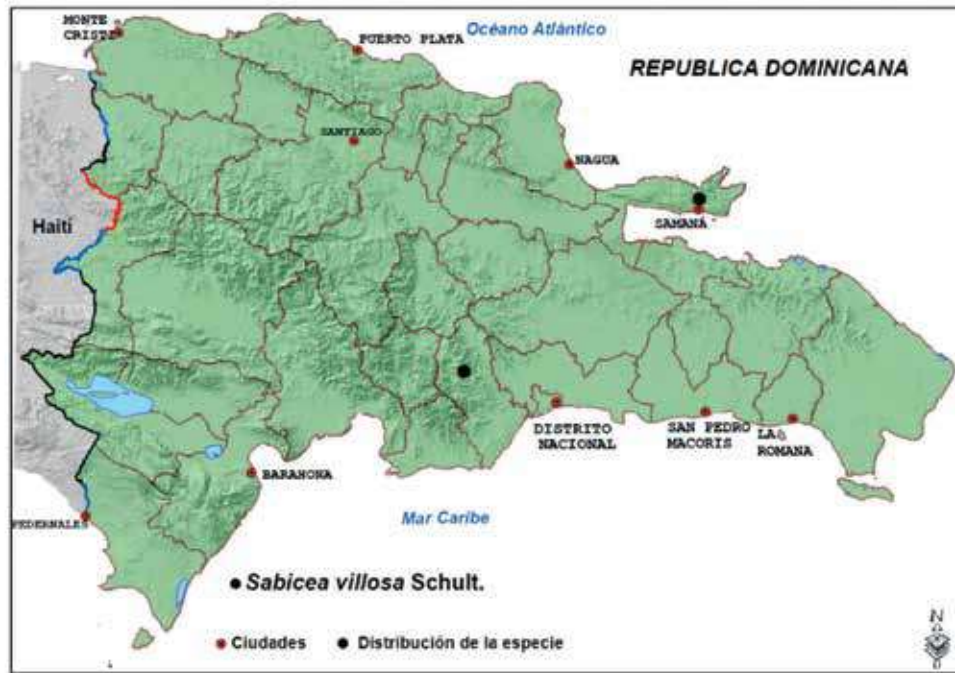 MONTE
CRISTI
PUERTO PLATA
Océano Atlántico
REPUBLICA DOMINICANA
SANTIAGO
NAGUA
SAMANÁ
Haití
DISTRITO
NACIONAL
SAN PEDRO
MACORIS
LA
ROMANA
BARAHONA
PEDERNALES
Mar Caribe
Sabicea villosa Schult.
Ciudades
Distribución de la especie
N